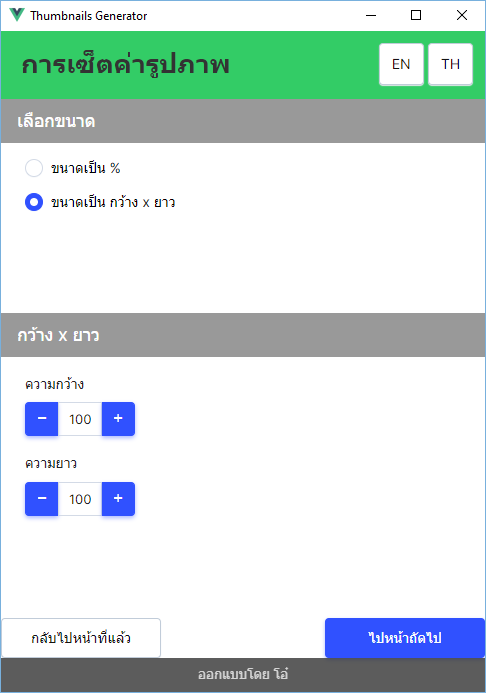 Thumbnails Generator
การเซ็ตค่ารูปภาพ
EN TH
เลือกขนาด
ขนาดเป็น %
ขนาดเป็น กว้าง x ยาว
กว้าง x ยาว
ความกว้าง
− 100 +
ความยาว
− 100 +
กลับไปหน้าที่แล้ว ไปหน้าถัดไป
ออกแบบโดย โอ๋